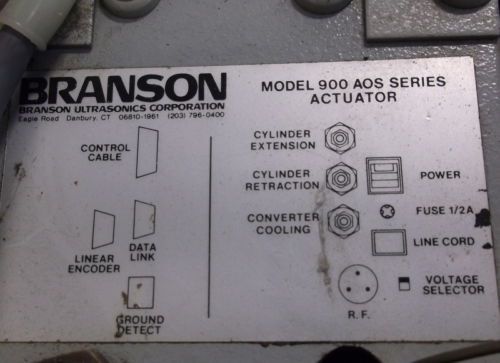 BRANSON
BRANSON ULTRASONICS CORPORATION
Eagle Road Danbury, CT 06810-1961 (203) 796-0400
MODEL 900 AOS SERIES
ACTUATOR
CONTROL
CABLE
LINEAR
ENCODER
DATA
LINK
GROUND
DETECT
CYLINDER
EXTENSION
CYLINDER
RETRACTION
CONVERTER
COOLING
POWER
FUSE 1/2A
LINE CORD
R.F.
VOLTAGE
SELECTOR